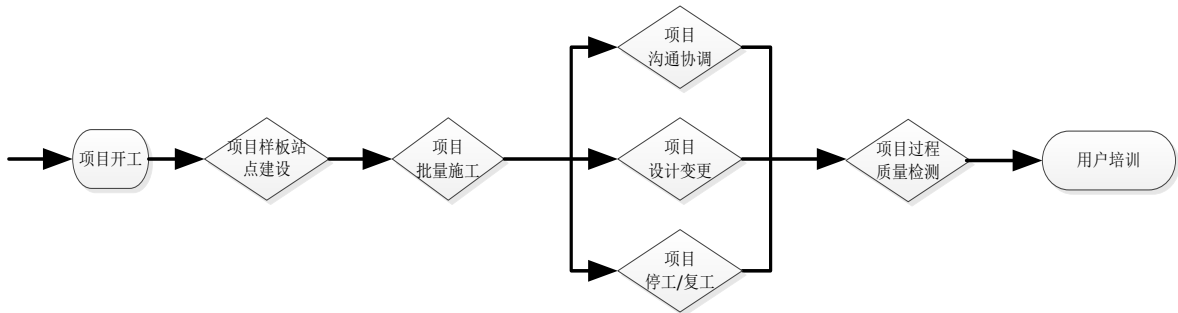 项目开工
项目样板站
点建设
项目
批量施工
项目
沟通协调
项目
设计变更
项目
停工/复工
项目过程
质量检测
用户培训